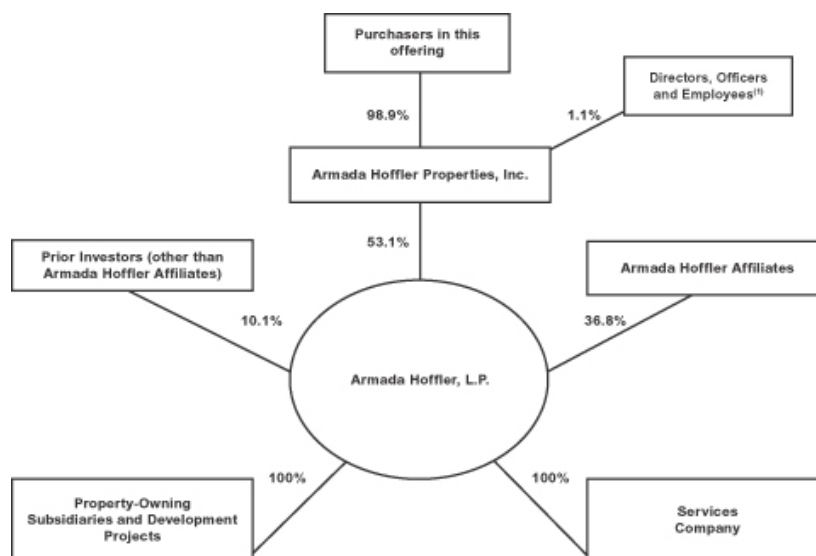 Purchasers in this
offering
Directors, Officers
and Employees(1)
98.9%
1.1%
Armada Hoffler Properties, Inc.
53.1%
Prior Investors (other than
Armada Hoffler Affiliates)
Armada Hoffler Affiliates
10.1%
36.8%
Armada Hoffler, L.P.
100%
100%
Property-Owning
Subsidiaries and Development
Projects
Services
Company